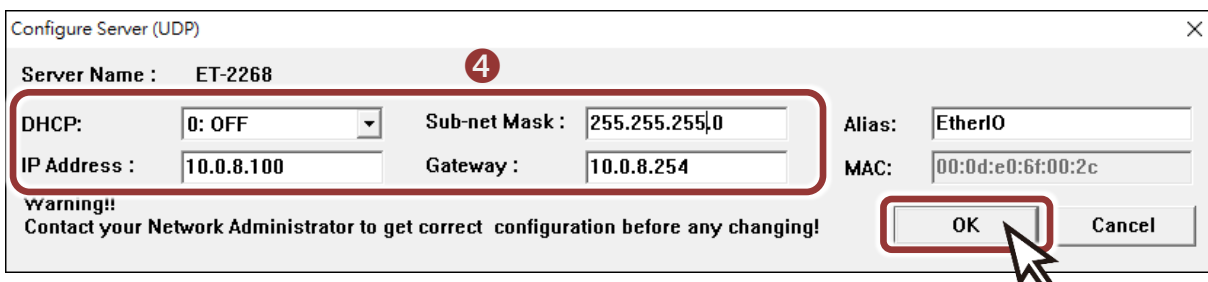 Configure Server (UDP)
Server Name : ET-2268
4
DHCP: 0: OFF Sub-net Mask : 255.255.255.0 Alias: EtherIO
IP Address : 10.0.8.100 Gateway : 10.0.8.254 MAC: 00:0d:e0:6f:00:2c
Warning!!
Contact your Network Administrator to get correct configuration before any changing!
OK Cancel